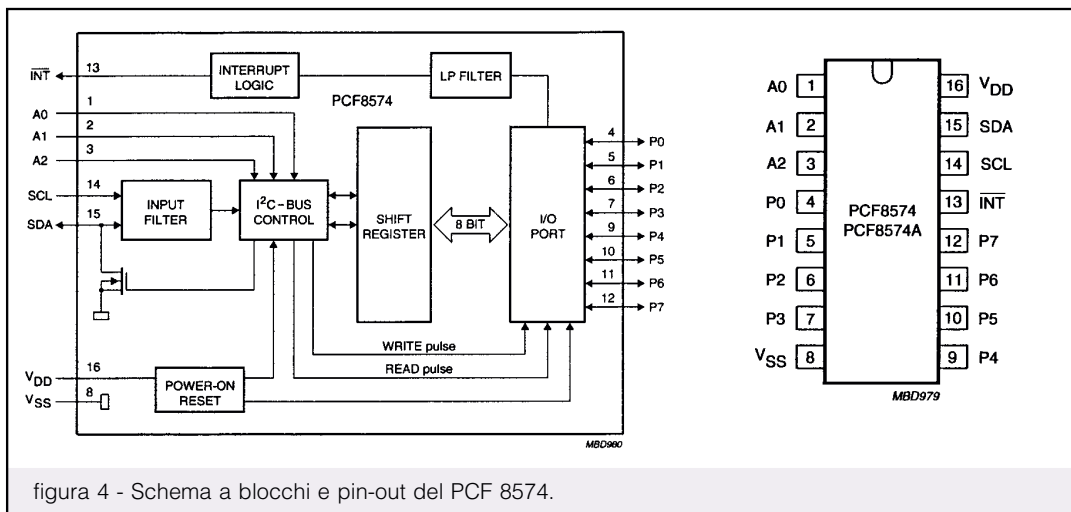 INT
13
INTERRUPT
LOGIC
LP FILTER
PCF8574
A0
1
A1
2
A2
3
SCL
14
SDA
15
INPUT
FILTER
I²C-BUS
CONTROL
SHIFT
REGISTER
8 BIT
I/O
PORT
4 P0
5 P1
6 P2
7 P3
9 P4
10 P5
11 P6
12 P7
WRITE pulse
READ pulse
VDD
16
VSS
8
POWER-ON
RESET
MBD980
A0 1
A1 2
A2 3
P0 4
P1 5
P2 6
P3 7
VSS 8
PCF8574
PCF8574A
16 VDD
15 SDA
14 SCL
13 INT
12 P7
11 P6
10 P5
9 P4
MBD979
figura 4 - Schema a blocchi e pin-out del PCF 8574.